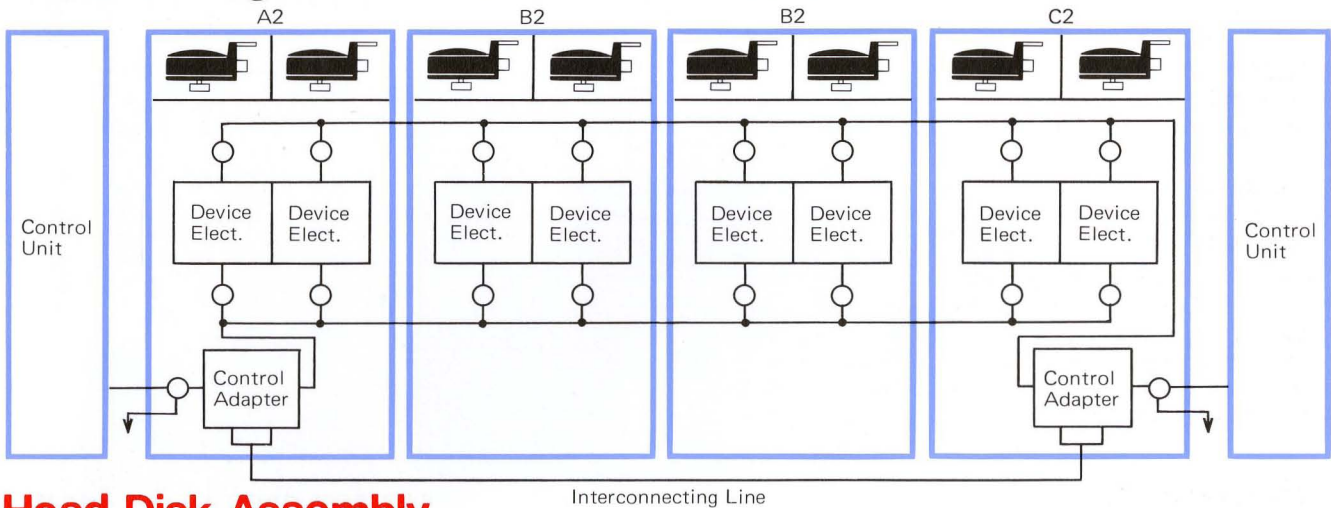 A2 B2 B2 C2
Control
Unit
Device
Elect.
Device
Elect.
Device
Elect.
Device
Elect.
Device
Elect.
Device
Elect.
Device
Elect.
Device
Elect.
Control
Unit
Control
Adapter
Control
Adapter
Interconnecting Line
Head Disk Assembly